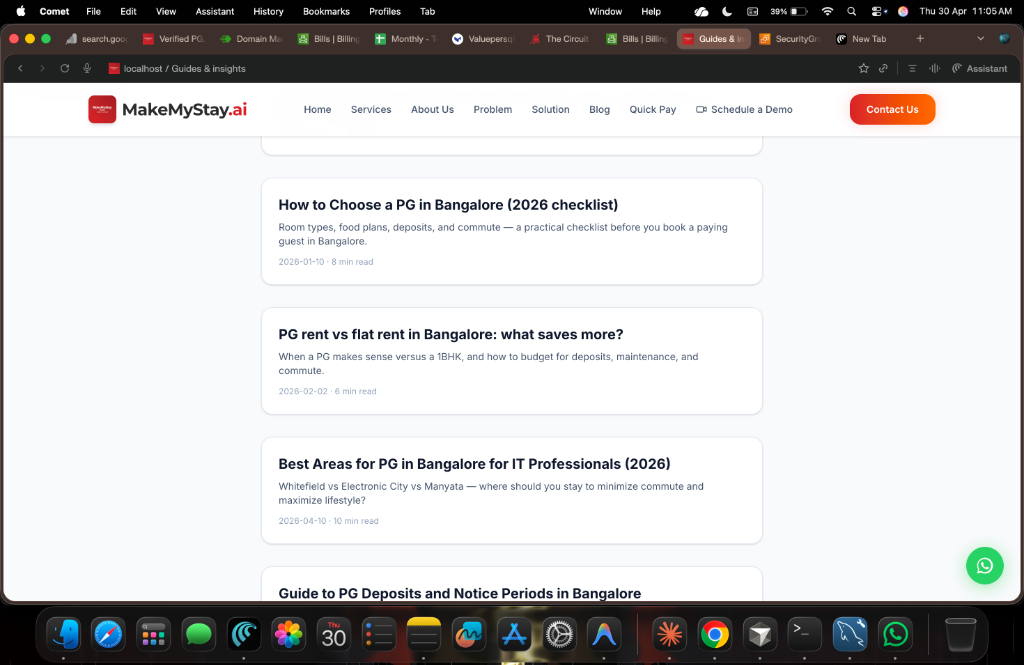 Comet File Edit View Assistant History Bookmarks Profiles Tab Window Help 39% Thu 30 Apr 11:05 AM
search.goo Verified PG Domain Ma Bills | Billing Monthly - Valuepersq The Circuit Bills | Billing Guides & In SecurityGr New Tab
localhost / Guides & insights Assistant
MakeMyStay.ai Home Services About Us Problem Solution Blog Quick Pay Schedule a Demo Contact Us
How to Choose a PG in Bangalore (2026 checklist)
Room types, food plans, deposits, and commute — a practical checklist before you book a paying
guest in Bangalore.
2026-01-10 · 8 min read
PG rent vs flat rent in Bangalore: what saves more?
When a PG makes sense versus a 1BHK, and how to budget for deposits, maintenance, and
commute.
2026-02-02 · 6 min read
Best Areas for PG in Bangalore for IT Professionals (2026)
Whitefield vs Electronic City vs Manyata — where should you stay to minimize commute and
maximize lifestyle?
2026-04-10 · 10 min read
Guide to PG Deposits and Notice Periods in Bangalore
Thu
30